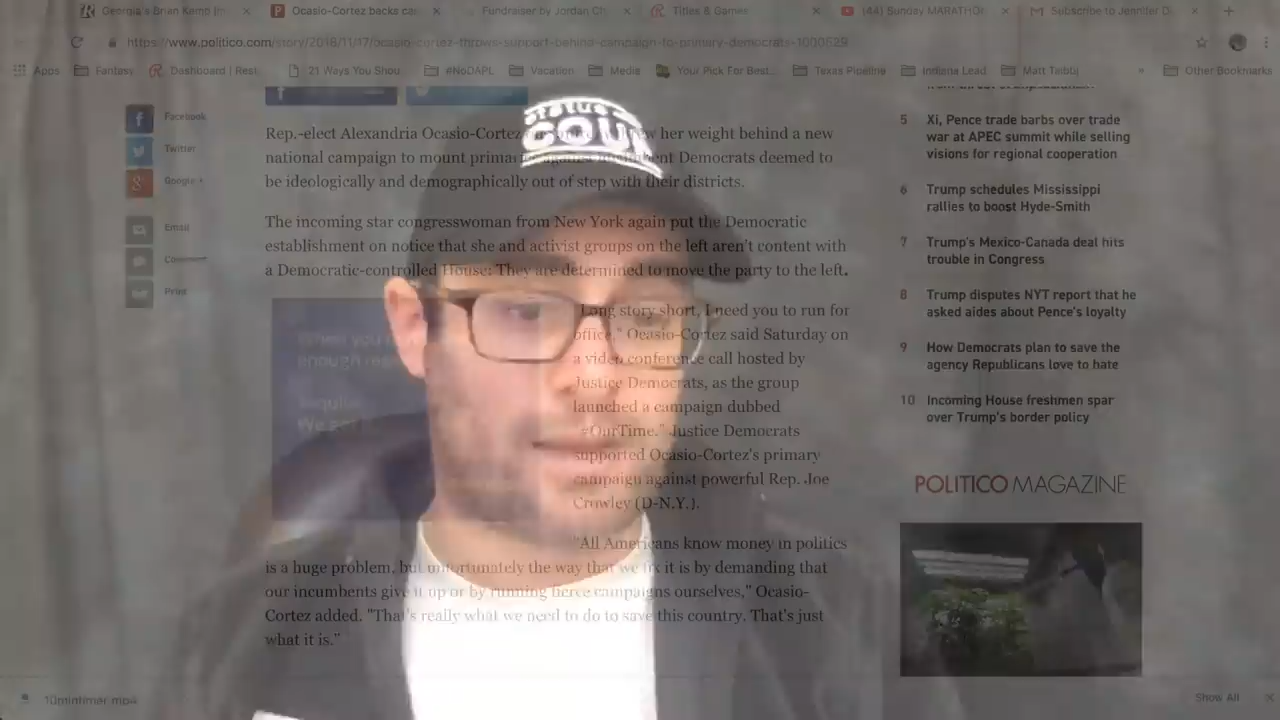 Georgia's Brian Kemp
Ocasio-Cortez backs
Fundraiser by Jordan Ch
Titles & Games
(44) Sunday MARATHO
Subscribe to Jennifer D
https://www.politico.com/story/2018/11/17/ocasio-cortez-throws-support-behind-campaign-to-primary-democrats-1000629
Apps
Fantasy
Dashboard | Rest
21 Ways You Shou
#NoDAPL
Vacation
Media
Your Pick For Best...
Texas Pipeline
Indiana Lead
Matt Taibbi
»
Other Bookmarks
Facebook
Twitter
Google +
Email
Comment
Print
STATUS
COUP
Rep.-elect Alexandria Ocasio-Cortez her weight behind a new
national campaign to mount primaries against incumbent Democrats deemed to
be ideologically and demographically out of step with their districts.
The incoming star congresswoman from New York again put the Democratic
establishment on notice that she and activist groups on the left aren't content with
a Democratic-controlled House: They are determined to move the party to the left.
"Long story short, I need you to run for
office," Ocasio-Cortez said Saturday on
a video conference call hosted by
Justice Democrats, as the group
launched a campaign dubbed
"#OurTime." Justice Democrats
supported Ocasio-Cortez's primary
campaign against powerful Rep. Joe
Crowley (D-N.Y.).
"All Americans know money in politics
is a huge problem, but unfortunately the way that we fix it is by demanding that
our incumbents give it up or by running fierce campaigns ourselves," Ocasio-
Cortez added. "That's really what we need to do to save this country. That's just
what it is."
5 Xi, Pence trade barbs over trade
war at APEC summit while selling
visions for regional cooperation
6 Trump schedules Mississippi
rallies to boost Hyde-Smith
7 Trump's Mexico-Canada deal hits
trouble in Congress
8 Trump disputes NYT report that he
asked aides about Pence's loyalty
9 How Democrats plan to save the
agency Republicans love to hate
10 Incoming House freshmen spar
over Trump's border policy
POLITICO MAGAZINE
10mintimer.mp4
Show All